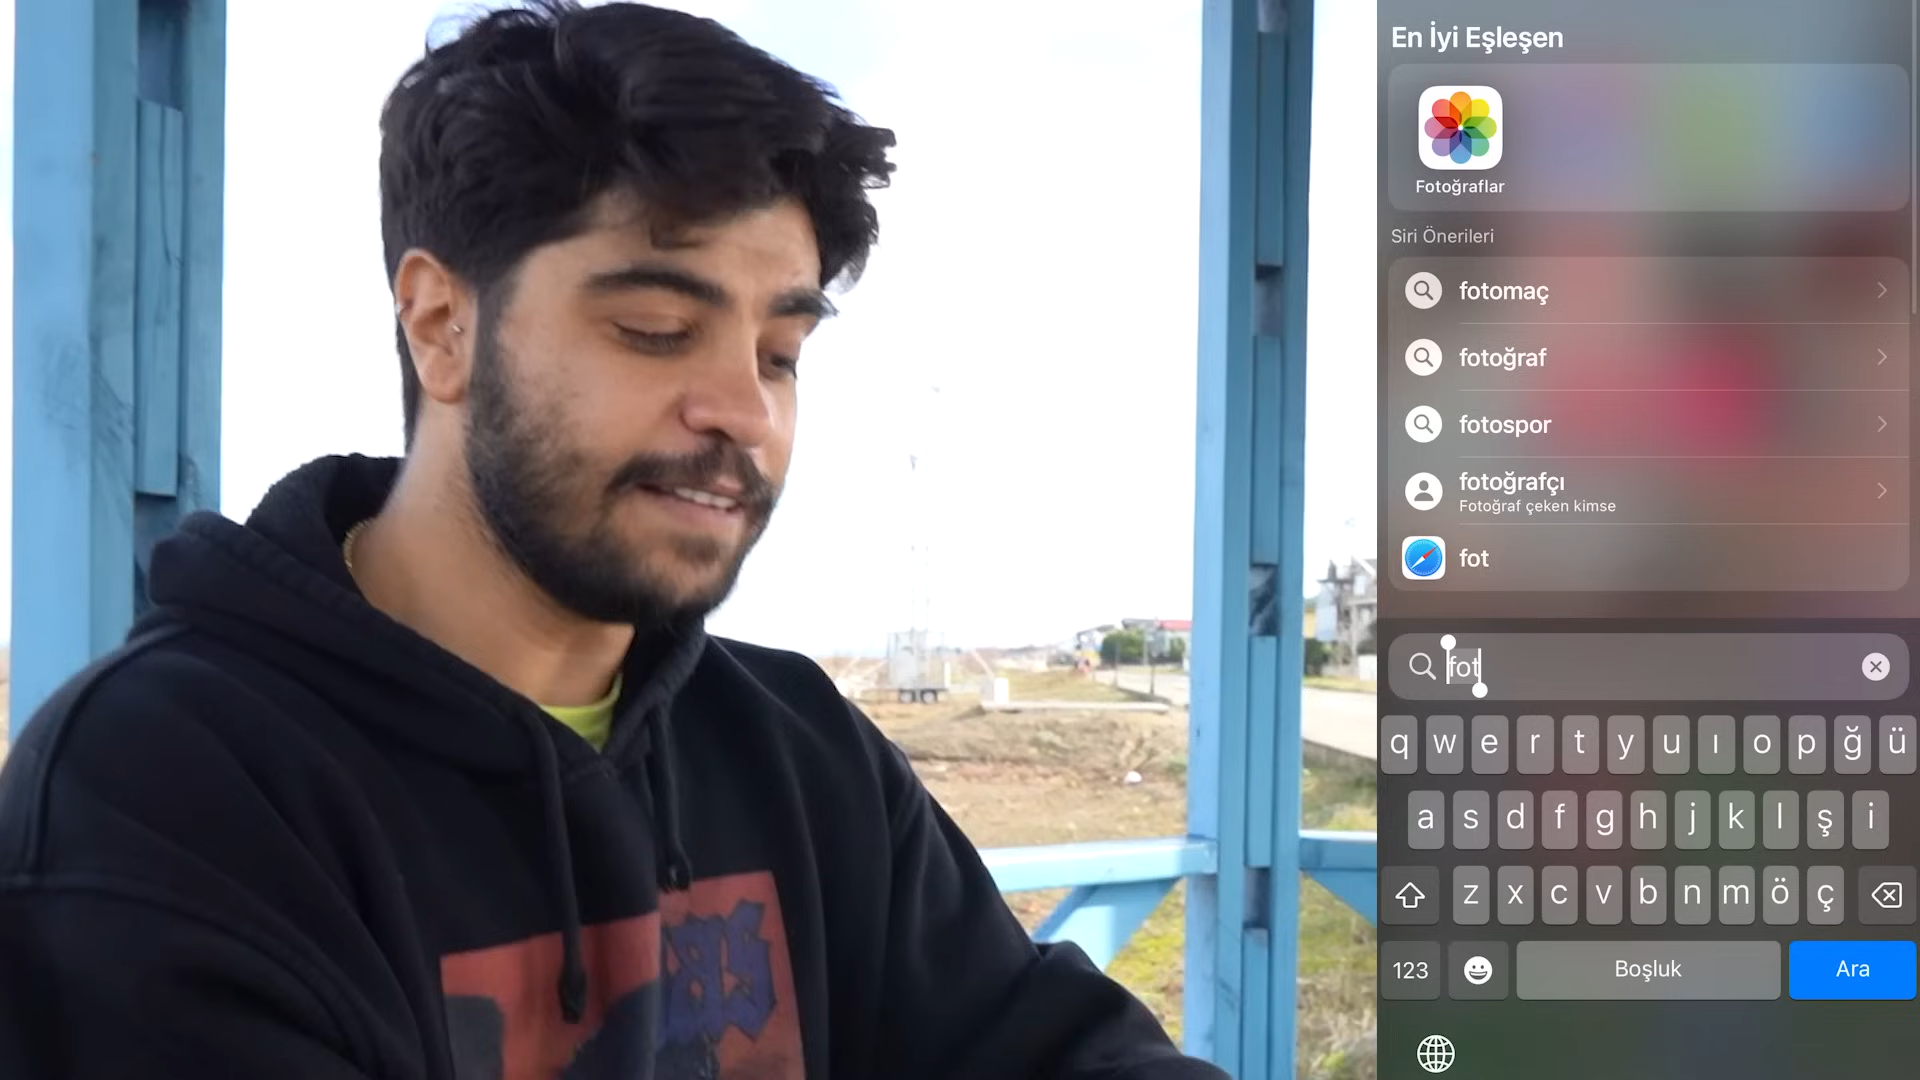 En İyi Eşleşen
Fotoğraflar
Siri Önerileri
fotomaç
fotoğraf
fotospor
fotoğrafçı
Fotoğraf çeken kimse
fot
fot
q w e r t y u ı o p ğ ü
a s d f g h j k l ş i
z x c v b n m ö ç
123 Boşluk Ara